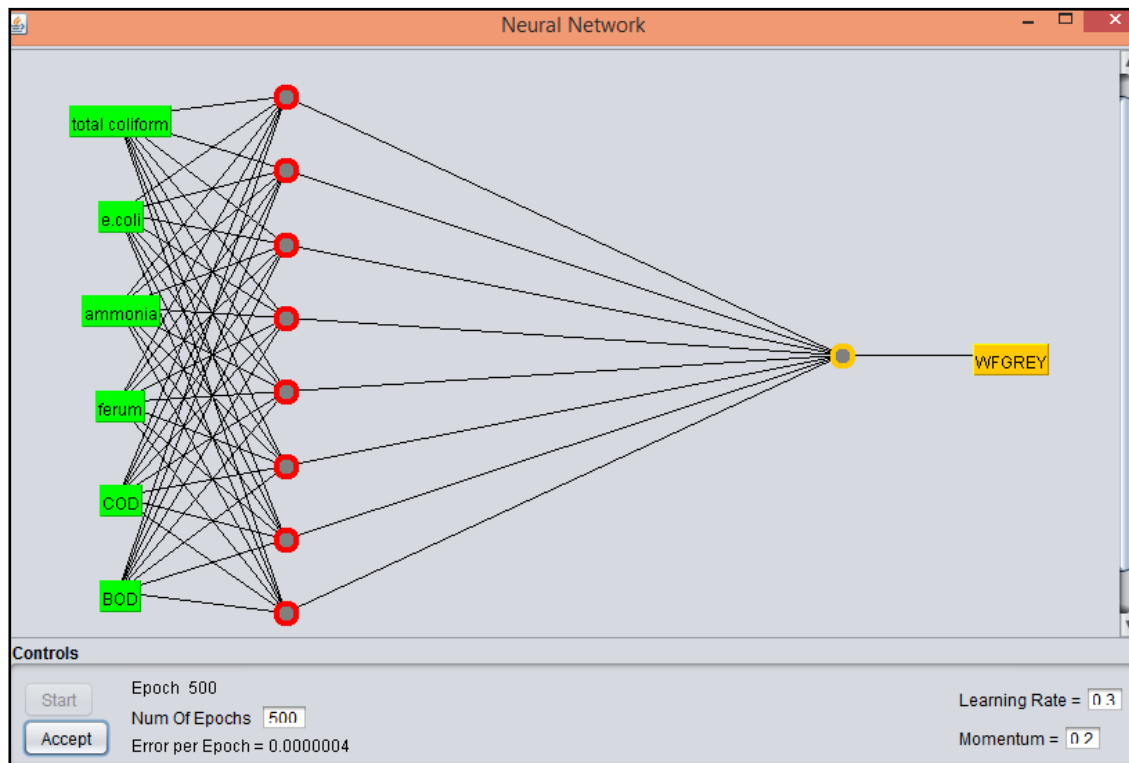 Neural Network
total coliform
e.coli
ammonia
ferum
COD
BOD
WFGREY
Controls
Start
Accept
Epoch 500
Num Of Epochs 500
Error per Epoch = 0.0000004
Learning Rate = 0.3
Momentum = 0.2